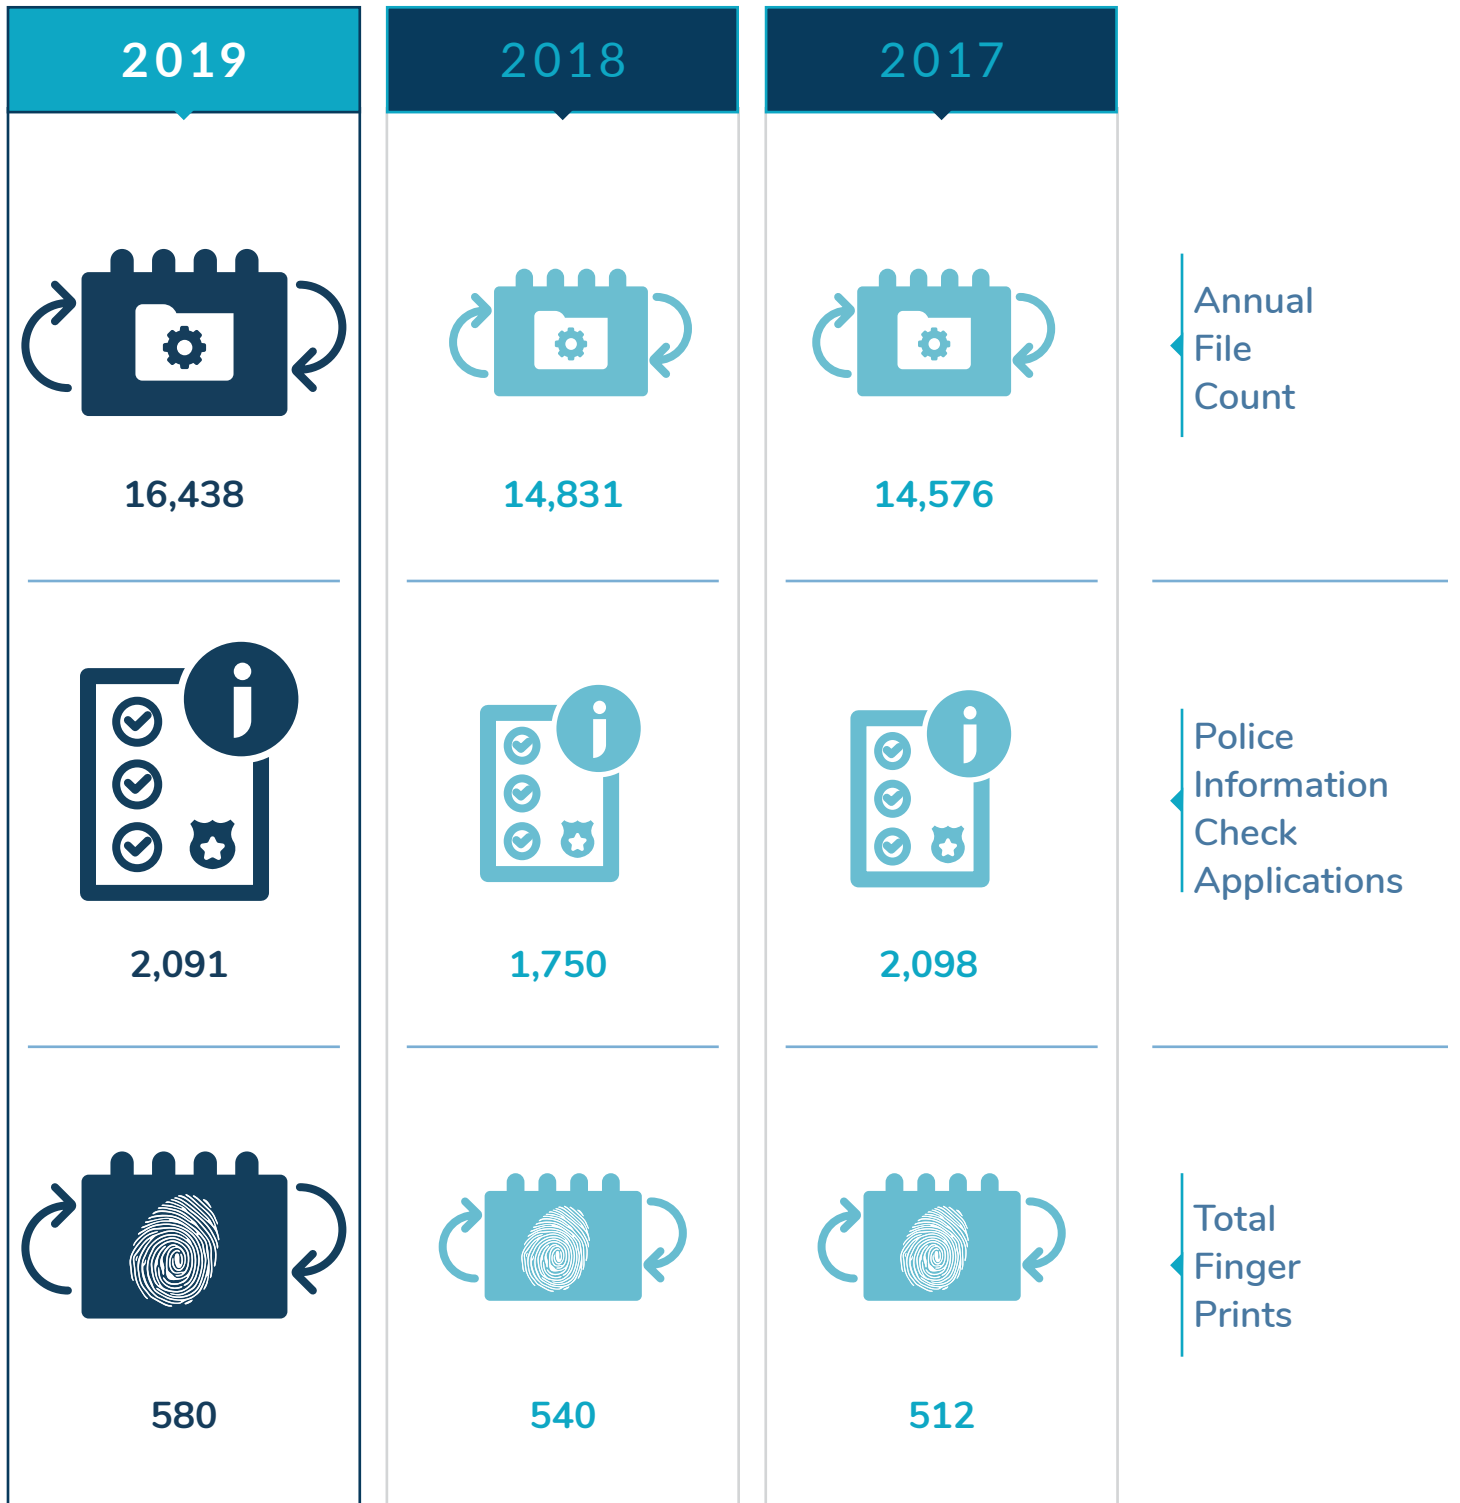 2019 2018 2017
Annual
File
Count
16,438 14,831 14,576
Police
Information
Check
Applications
2,091 1,750 2,098
Total
Finger
Prints
580 540 512